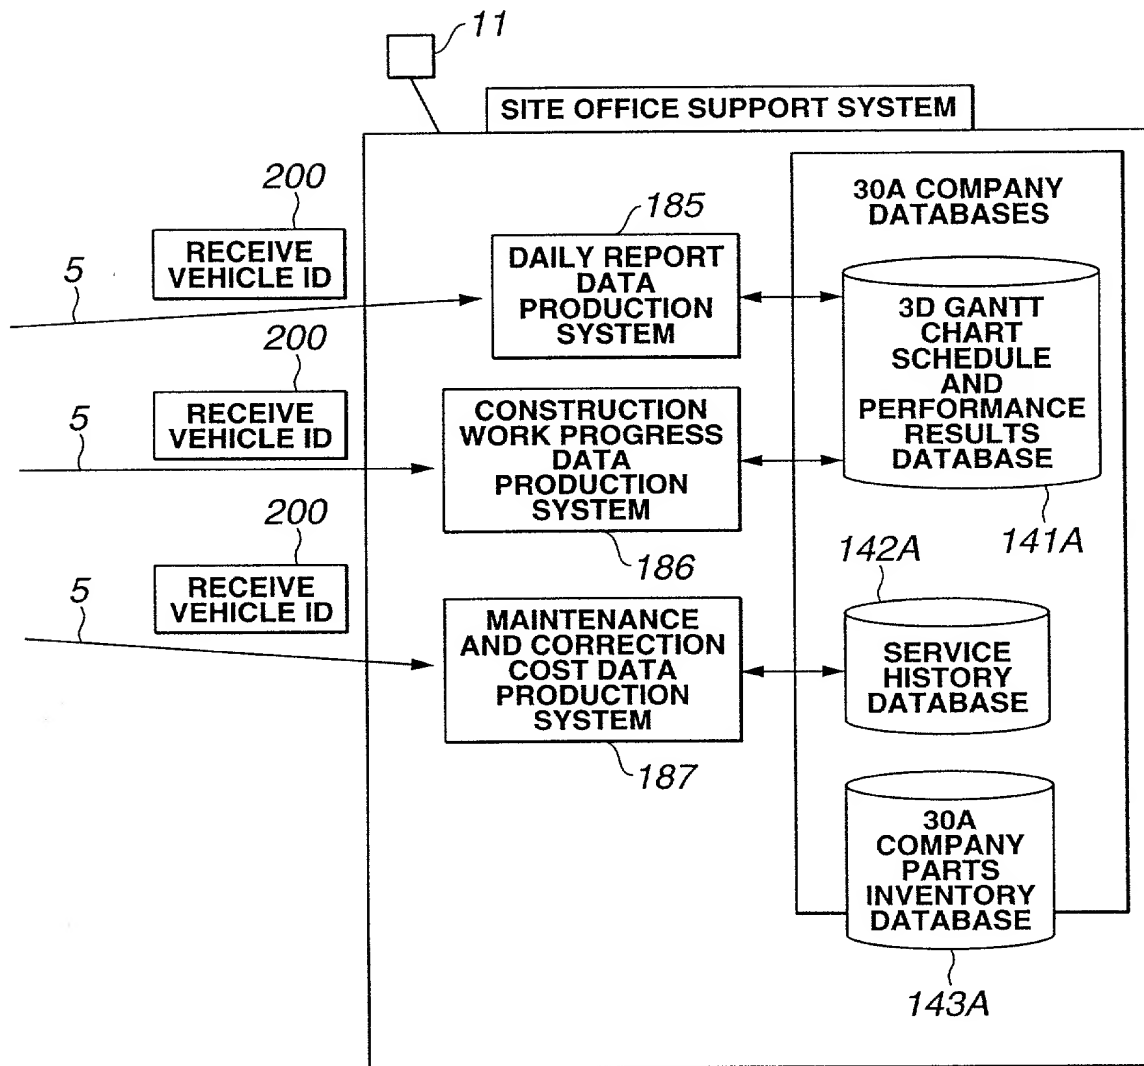 11
SITE OFFICE SUPPORT SYSTEM
200
RECEIVE
VEHICLE ID
5
185
DAILY REPORT
DATA
PRODUCTION
SYSTEM
30A COMPANY
DATABASES
3D GANTT
CHART
SCHEDULE
AND
PERFORMANCE
RESULTS
DATABASE
141A
200
RECEIVE
VEHICLE ID
5
CONSTRUCTION
WORK PROGRESS
DATA
PRODUCTION
SYSTEM
186
200
RECEIVE
VEHICLE ID
5
MAINTENANCE
AND CORRECTION
COST DATA
PRODUCTION
SYSTEM
187
142A
SERVICE
HISTORY
DATABASE
30A
COMPANY
PARTS
INVENTORY
DATABASE
143A